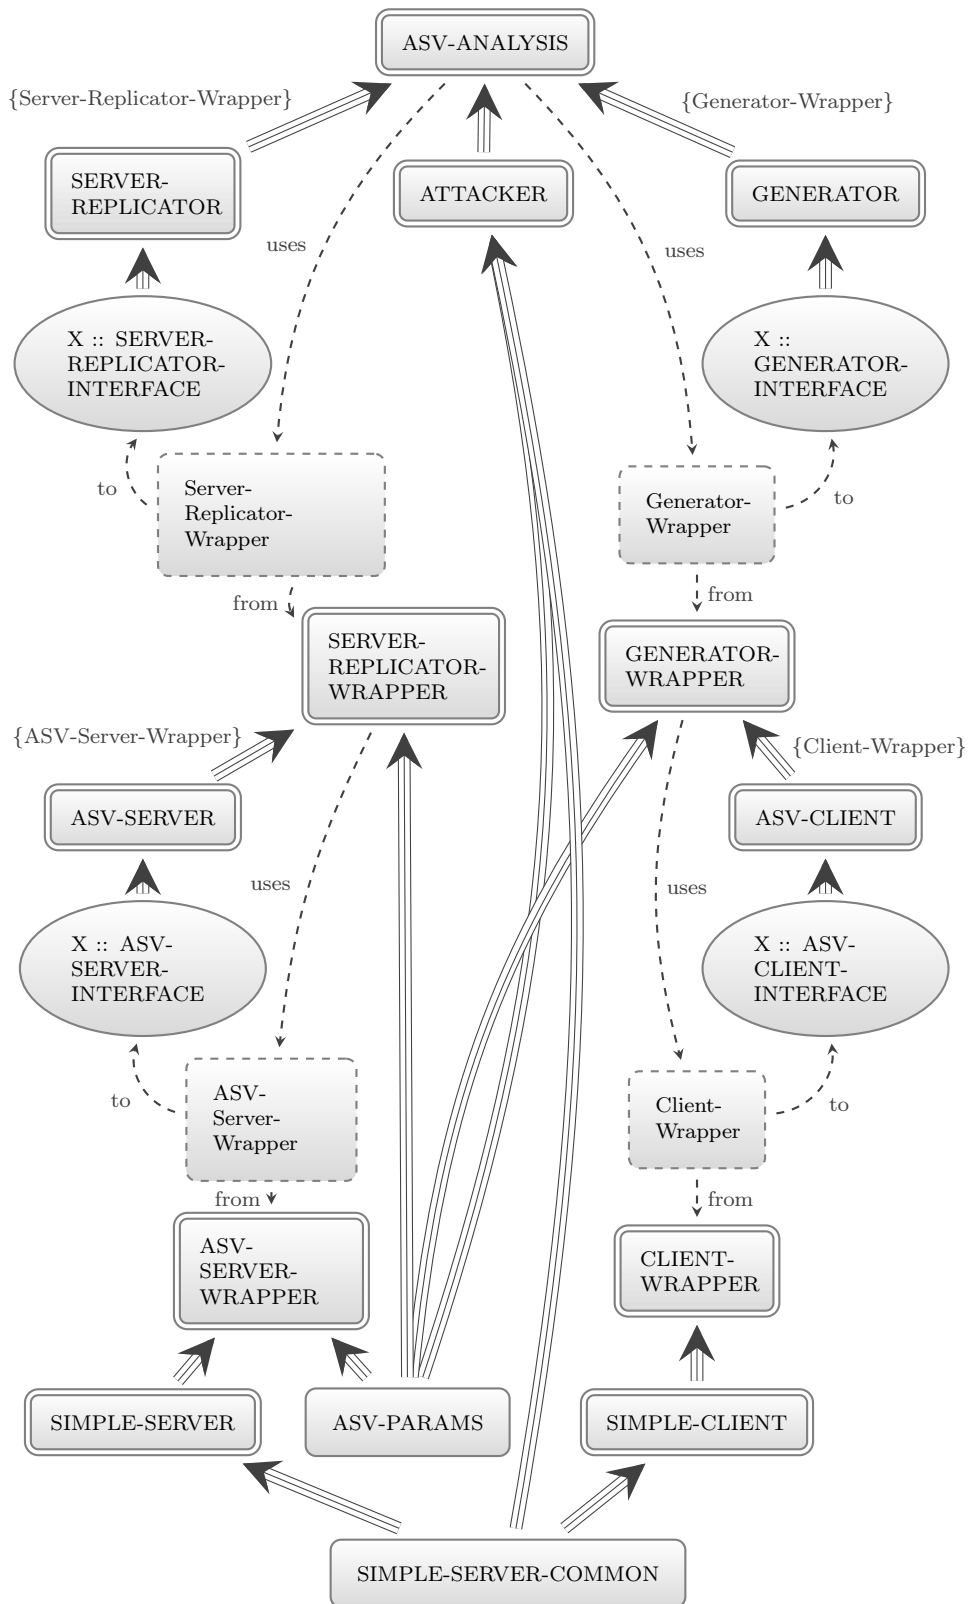 ASV-ANALYSIS
{Server-Replicator-Wrapper}
{Generator-Wrapper}
SERVER-
REPLICATOR
ATTACKER
GENERATOR
uses
uses
X :: SERVER-
REPLICATOR-
INTERFACE
X ::
GENERATOR-
INTERFACE
to
Server-
Replicator-
Wrapper
Generator-
Wrapper
to
from
from
SERVER-
REPLICATOR-
WRAPPER
GENERATOR-
WRAPPER
{ASV-Server-Wrapper}
{Client-Wrapper}
ASV-SERVER
ASV-CLIENT
uses
uses
X :: ASV-
SERVER-
INTERFACE
X :: ASV-
CLIENT-
INTERFACE
to
ASV-
Server-
Wrapper
Client-
Wrapper
to
from
from
ASV-
SERVER-
WRAPPER
CLIENT-
WRAPPER
SIMPLE-SERVER
ASV-PARAMS
SIMPLE-CLIENT
SIMPLE-SERVER-COMMON